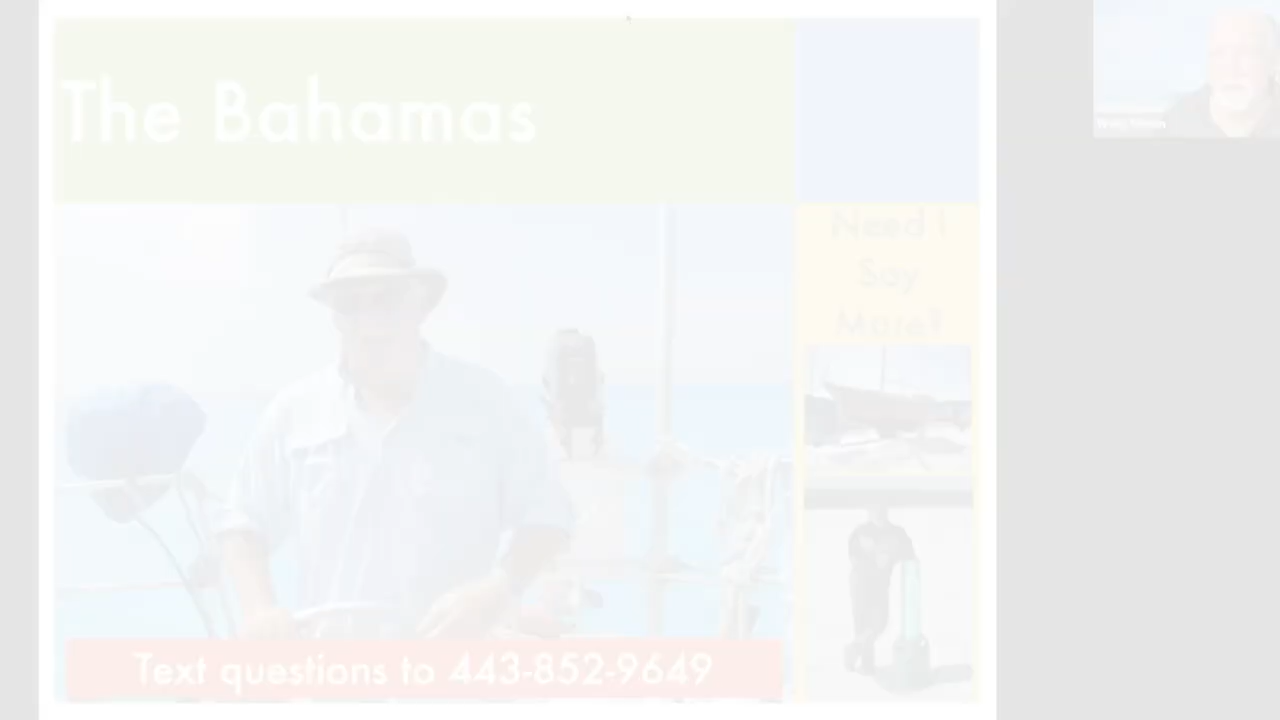 The Bahamas
Need I
Say
More?
Text questions to 443-852-9649